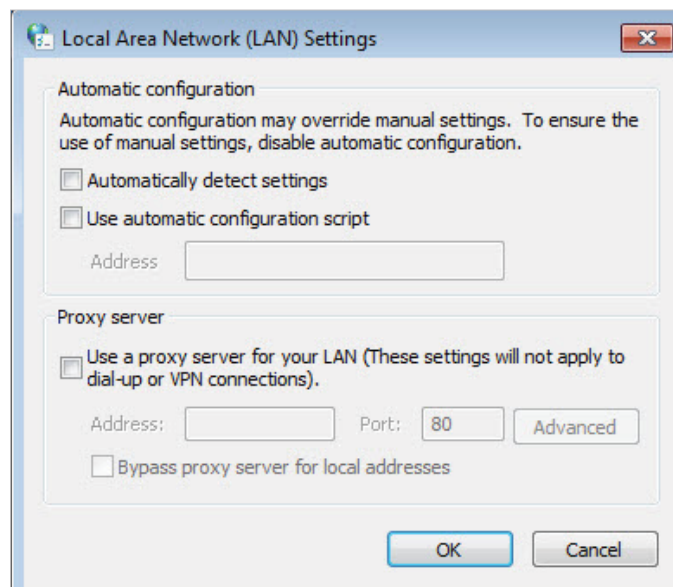 Local Area Network (LAN) Settings
Automatic configuration
Automatic configuration may override manual settings.  To ensure the
use of manual settings, disable automatic configuration.
Automatically detect settings
Use automatic configuration script
Address
Proxy server
Use a proxy server for your LAN (These settings will not apply to
dial-up or VPN connections).
Address: Port: 80 Advanced
Bypass proxy server for local addresses
OK Cancel